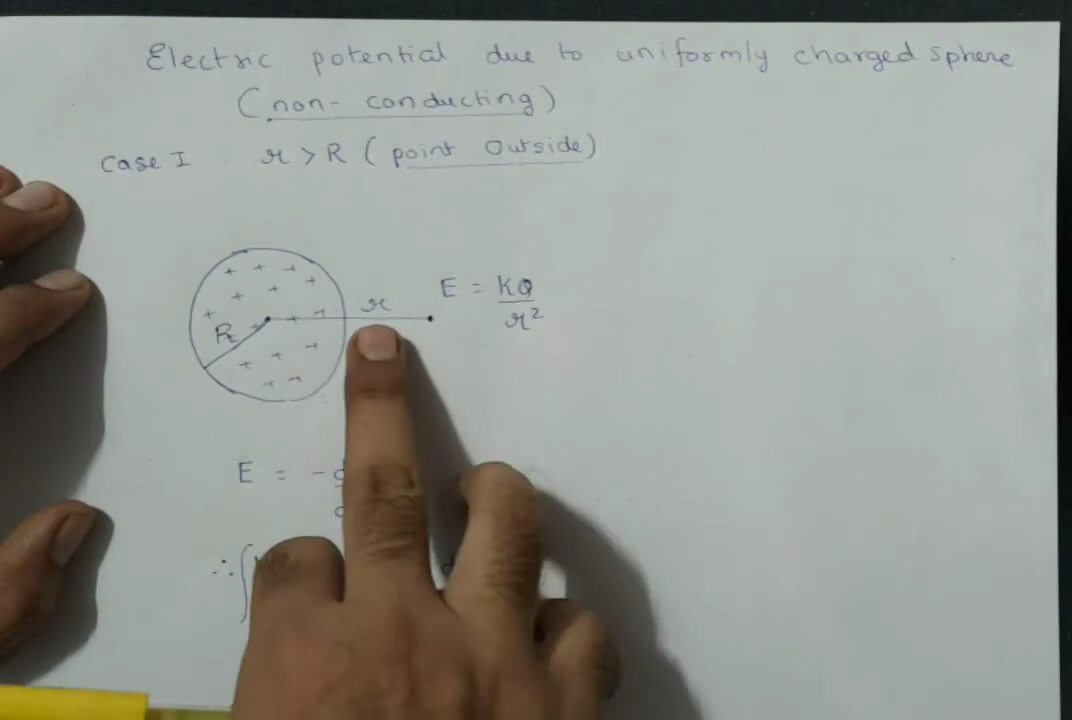 Electric potential due to uniformly charged sphere
(non-conducting)
Case I r > R (point outside)
r
E = kQ
r²
R
E = -d
∴ ∫